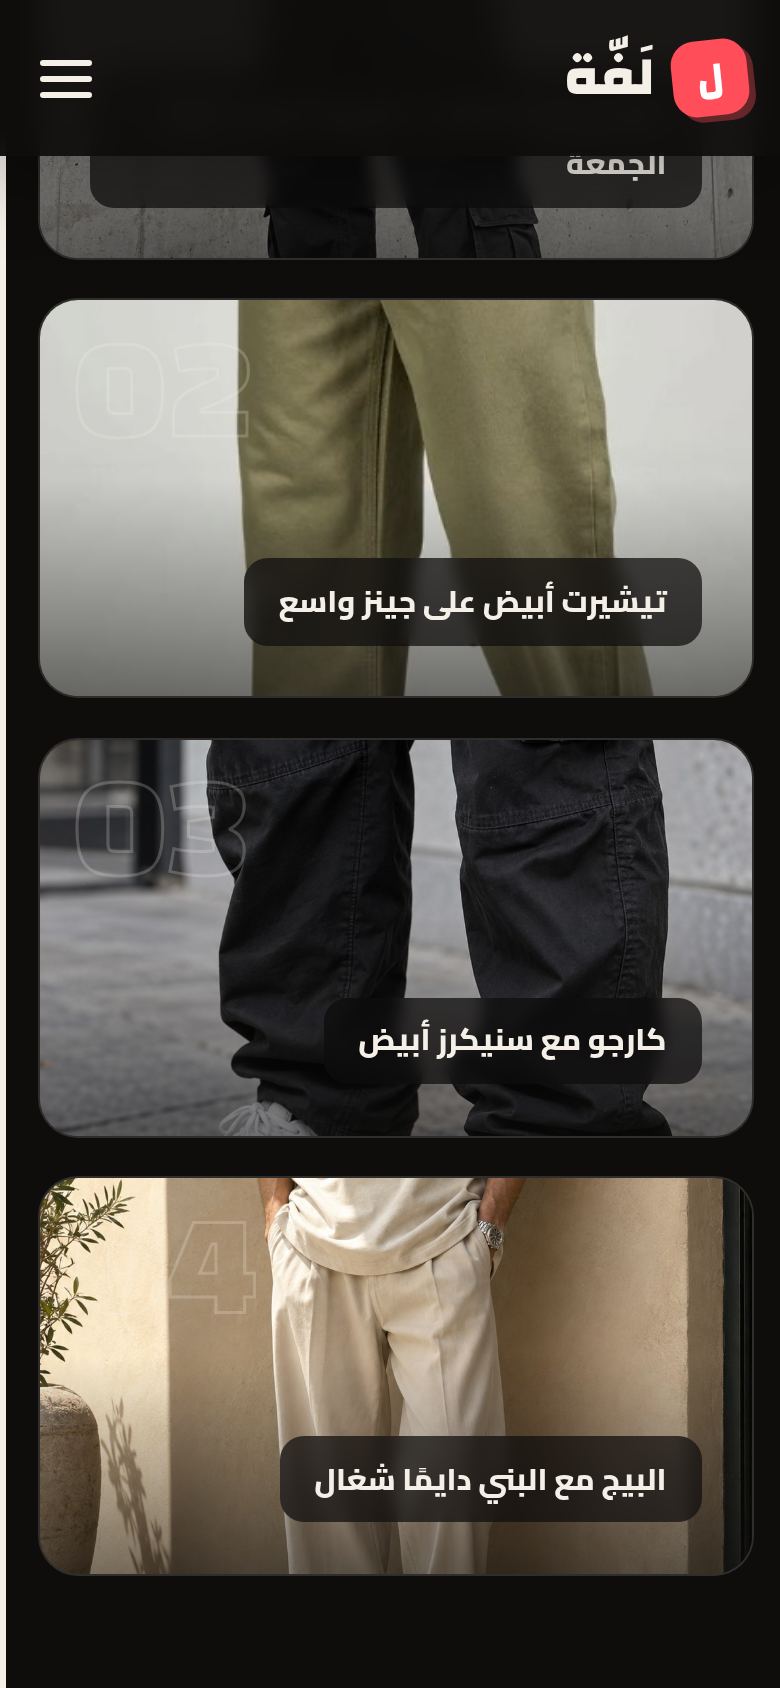 ل
لَفّة
الجمعة
02
تيشيرت أبيض على جينز واسع
03
كارجو مع سنيكرز أبيض
4
البيج مع البني دايمًا شغال